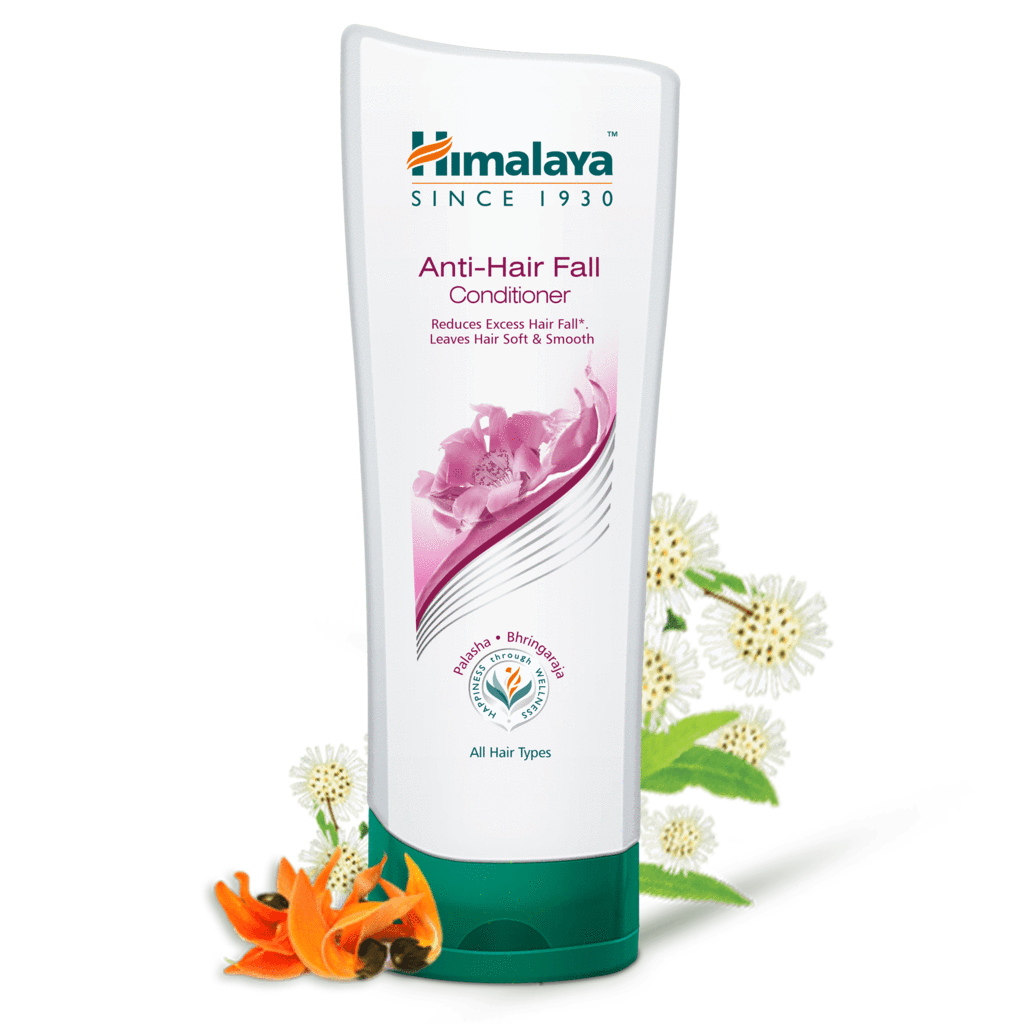 Himalaya™
SINCE 1930
Anti-Hair Fall
Conditioner
Reduces Excess Hair Fall*.
Leaves Hair Soft & Smooth
Palasha • Bhringaraja
HAPPINESS through WELLNESS
All Hair Types